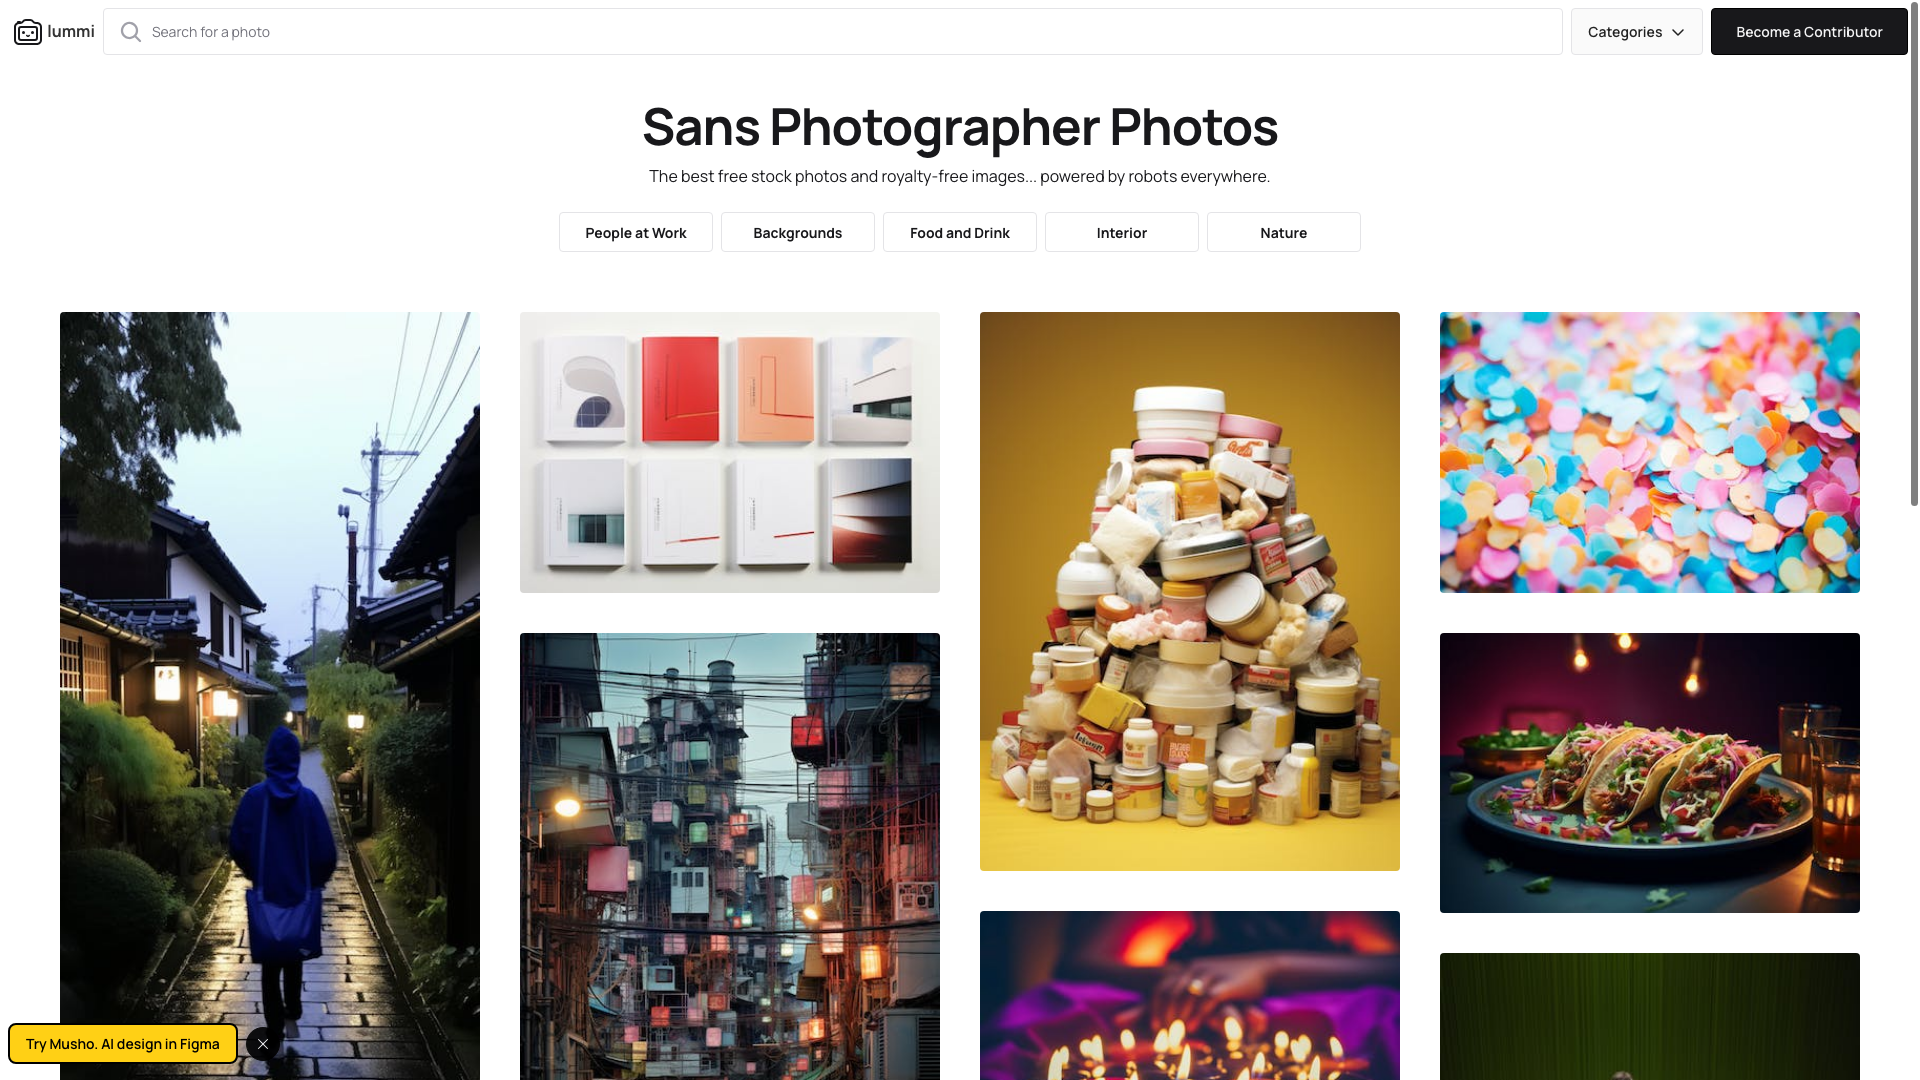 lummi
Search for a photo
Categories
Become a Contributor
Sans Photographer Photos
The best free stock photos and royalty-free images... powered by robots everywhere.
People at Work
Backgrounds
Food and Drink
Interior
Nature
Try Musho. AI design in Figma